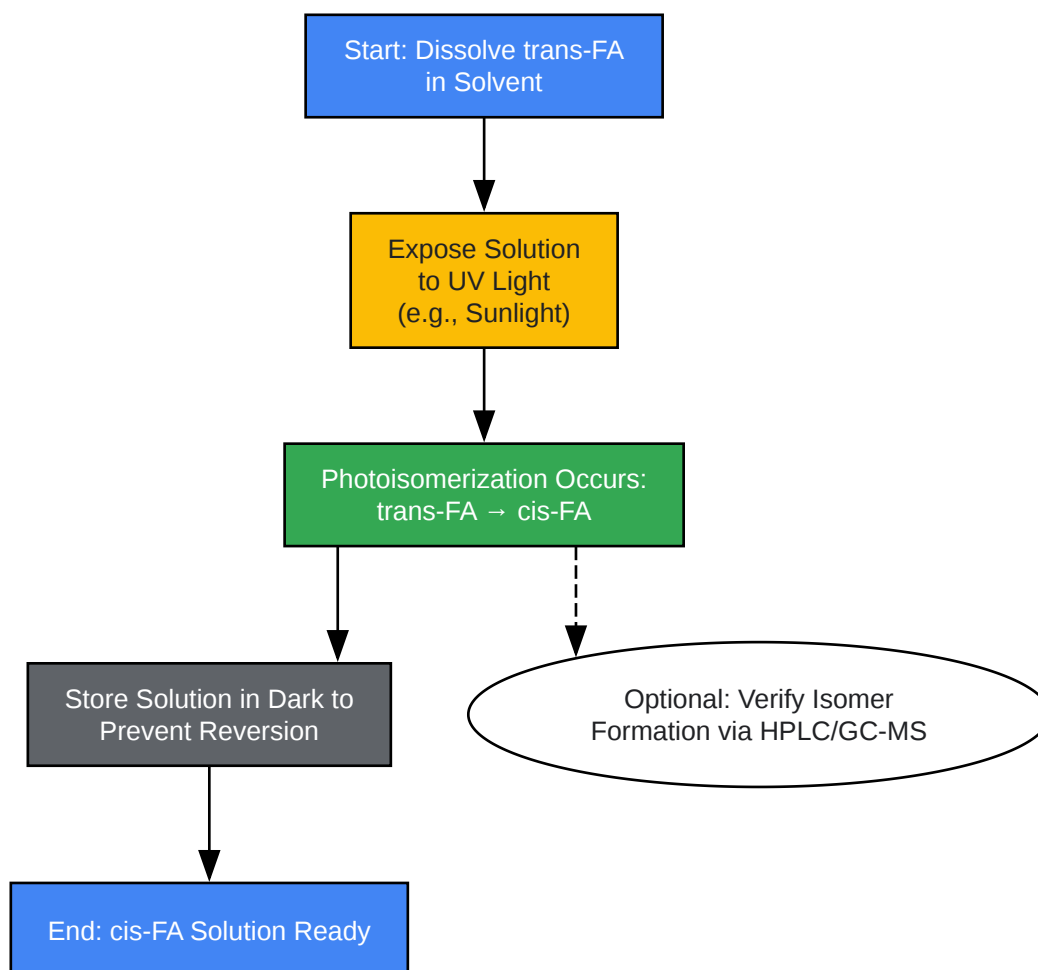 Start: Dissolve trans-FA
in Solvent
Expose Solution
to UV Light
(e.g., Sunlight)
Photoisomerization Occurs:
trans-FA → cis-FA
Store Solution in Dark to
Prevent Reversion
Optional: Verify Isomer
Formation via HPLC/GC-MS
End: cis-FA Solution Ready